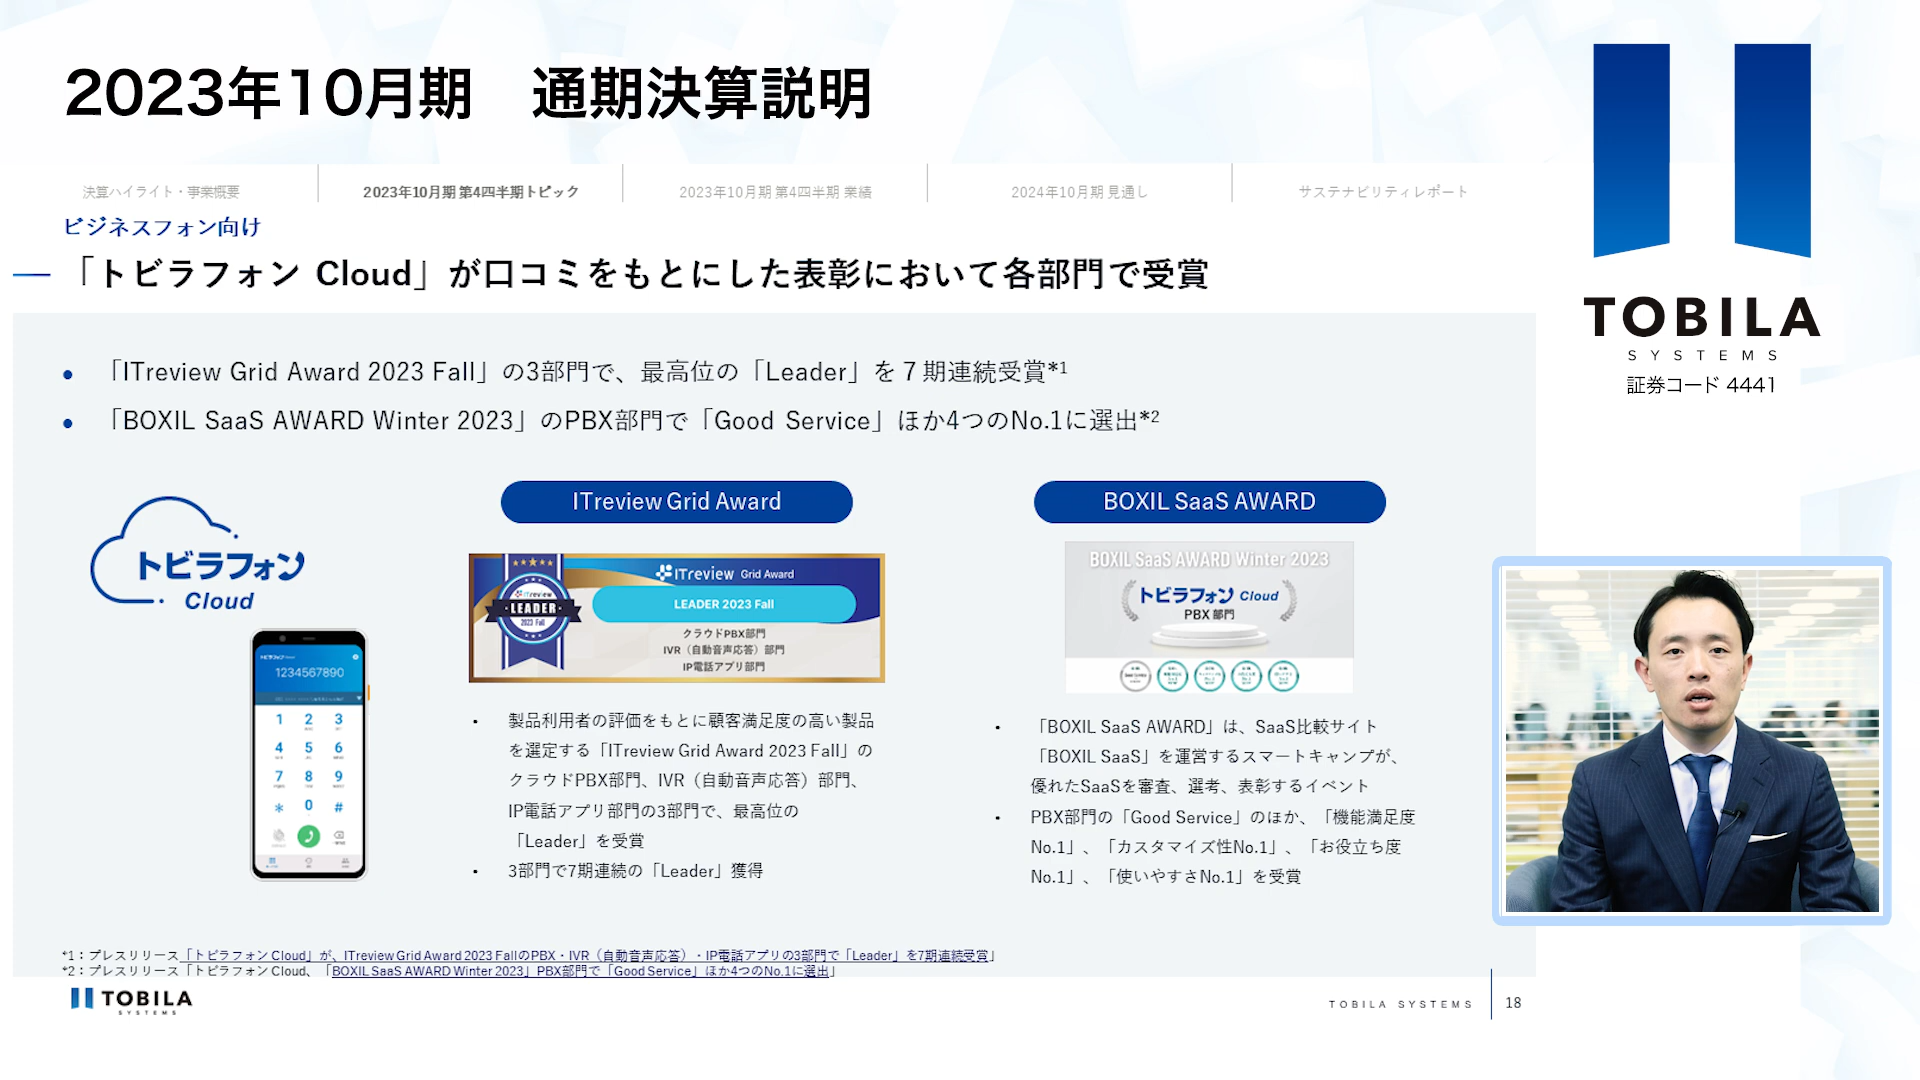 2023年10月期　通期決算説明
決算ハイライト・事業概要
2023年10月期 第4四半期トピック
2023年10月期 第4四半期 業績
2024年10月期 見通し
サステナビリティレポート
ビジネスフォン向け
「トビラフォン Cloud」が口コミをもとにした表彰において各部門で受賞
• 「ITreview Grid Award 2023 Fall」の3部門で、最高位の「Leader」を７期連続受賞*1
• 「BOXIL SaaS AWARD Winter 2023」のPBX部門で「Good Service」ほか4つのNo.1に選出*2
トビラフォン
Cloud
1234567890
1 2 3
4 5 6
7 8 9
* 0 #
ITreview Grid Award
ITreview Grid Award
ITreview
LEADER
2023 Fall
LEADER 2023 Fall
クラウドPBX部門
IVR（自動音声応答）部門
IP電話アプリ部門
• 製品利用者の評価をもとに顧客満足度の高い製品
を選定する「ITreview Grid Award 2023 Fall」の
クラウドPBX部門、IVR（自動音声応答）部門、
IP電話アプリ部門の3部門で、最高位の
「Leader」を受賞
• 3部門で7期連続の「Leader」獲得
BOXIL SaaS AWARD
BOXIL SaaS AWARD Winter 2023
トビラフォン Cloud
PBX 部門
• 「BOXIL SaaS AWARD」は、SaaS比較サイト
「BOXIL SaaS」を運営するスマートキャンプが、
優れたSaaSを審査、選考、表彰するイベント
• PBX部門の「Good Service」のほか、「機能満足度
No.1」、「カスタマイズ性No.1」、「お役立ち度
No.1」、「使いやすさNo.1」を受賞
*1：プレスリリース「トビラフォン Cloud」が、ITreview Grid Award 2023 FallのPBX・IVR（自動音声応答）・IP電話アプリの3部門で「Leader」を7期連続受賞」
*2：プレスリリース「トビラフォン Cloud、「BOXIL SaaS AWARD Winter 2023」PBX部門で「Good Service」ほか4つのNo.1に選出」
TOBILA
SYSTEMS
TOBILA SYSTEMS
18
TOBILA
SYSTEMS
証券コード 4441